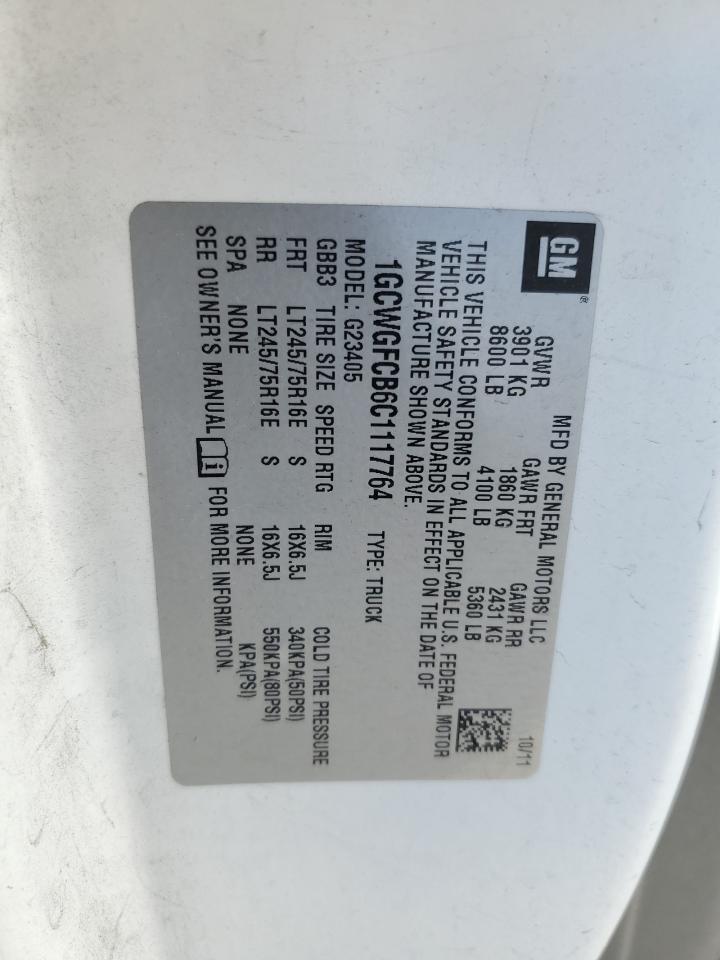 GM ®
MFD BY GENERAL MOTORS LLC 10/11
GVWR GAWR FRT GAWR RR
3901 KG 1860 KG 2431 KG
8600 LB 4100 LB 5360 LB
THIS VEHICLE CONFORMS TO ALL APPLICABLE U.S. FEDERAL MOTOR
VEHICLE SAFETY STANDARDS IN EFFECT ON THE DATE OF
MANUFACTURE SHOWN ABOVE.
1GCWGFCB6C1117764 TYPE: TRUCK
MODEL: G23405
GBB3 TIRE SIZE SPEED RTG RIM COLD TIRE PRESSURE
FRT LT245/75R16E S 16X6.5J 340KPA(50PSI)
RR LT245/75R16E S 16X6.5J 550KPA(80PSI)
SPA NONE NONE KPA(PSI)
SEE OWNER'S MANUAL i FOR MORE INFORMATION.